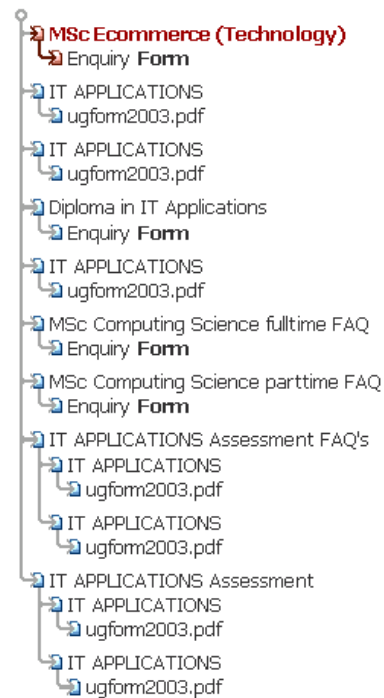 MSc Ecommerce (Technology)
Enquiry Form
IT APPLICATIONS
ugform2003.pdf
IT APPLICATIONS
ugform2003.pdf
Diploma in IT Applications
Enquiry Form
IT APPLICATIONS
ugform2003.pdf
MSc Computing Science fulltime FAQ
Enquiry Form
MSc Computing Science parttime FAQ
Enquiry Form
IT APPLICATIONS Assessment FAQ's
IT APPLICATIONS
ugform2003.pdf
IT APPLICATIONS
ugform2003.pdf
IT APPLICATIONS Assessment
IT APPLICATIONS
ugform2003.pdf
IT APPLICATIONS
ugform2003.pdf